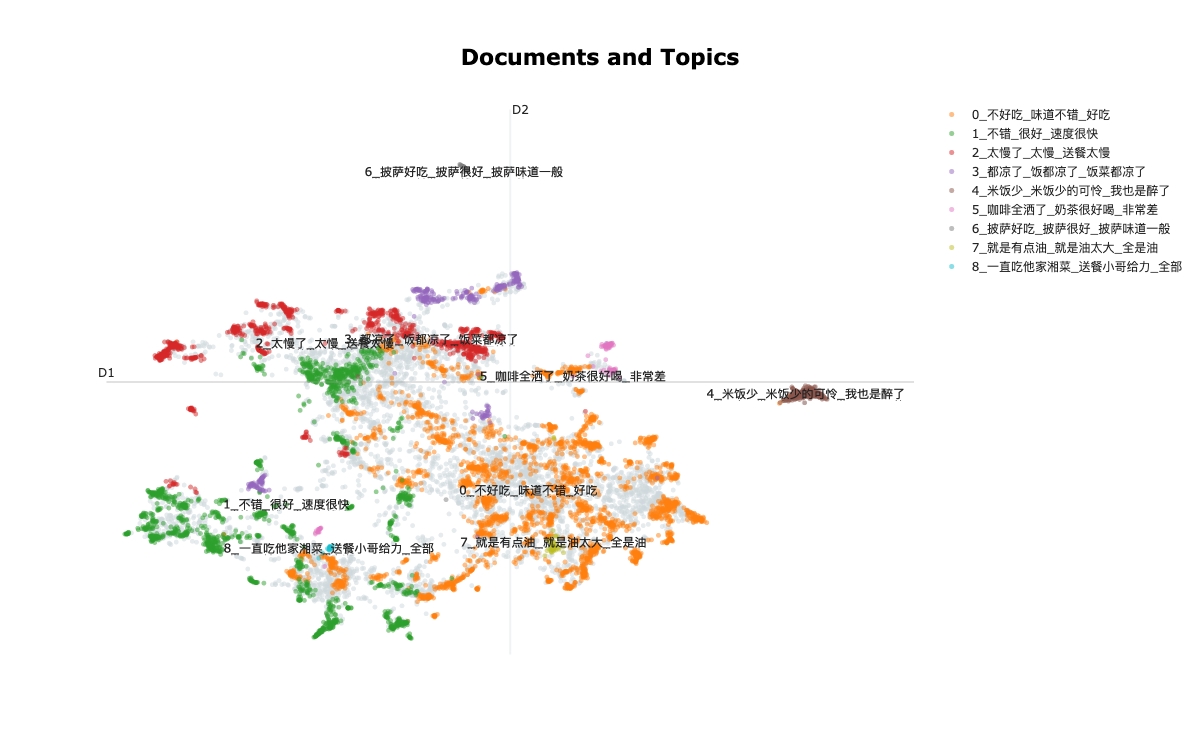 Documents and Topics
D2
D1
0_不好吃_味道不错_好吃
1_不错_很好_速度很快
2_太慢了_太慢_送餐太慢
3_都凉了_饭都凉了_饭菜都凉了
4_米饭少_米饭少的可怜_我也是醉了
5_咖啡全洒了_奶茶很好喝_非常差
6_披萨好吃_披萨很好_披萨味道一般
7_就是有点油_就是油太大_全是油
8_一直吃他家湘菜_送餐小哥给力_全部
6_披萨好吃_披萨很好_披萨味道一般
2_太慢了_太慢_送餐太慢
3_都凉了_饭都凉了_饭菜都凉了
5_咖啡全洒了_奶茶很好喝_非常差
4_米饭少_米饭少的可怜_我也是醉了
0_不好吃_味道不错_好吃
1_不错_很好_速度很快
7_就是有点油_就是油太大_全是油
8_一直吃他家湘菜_送餐小哥给力_全部